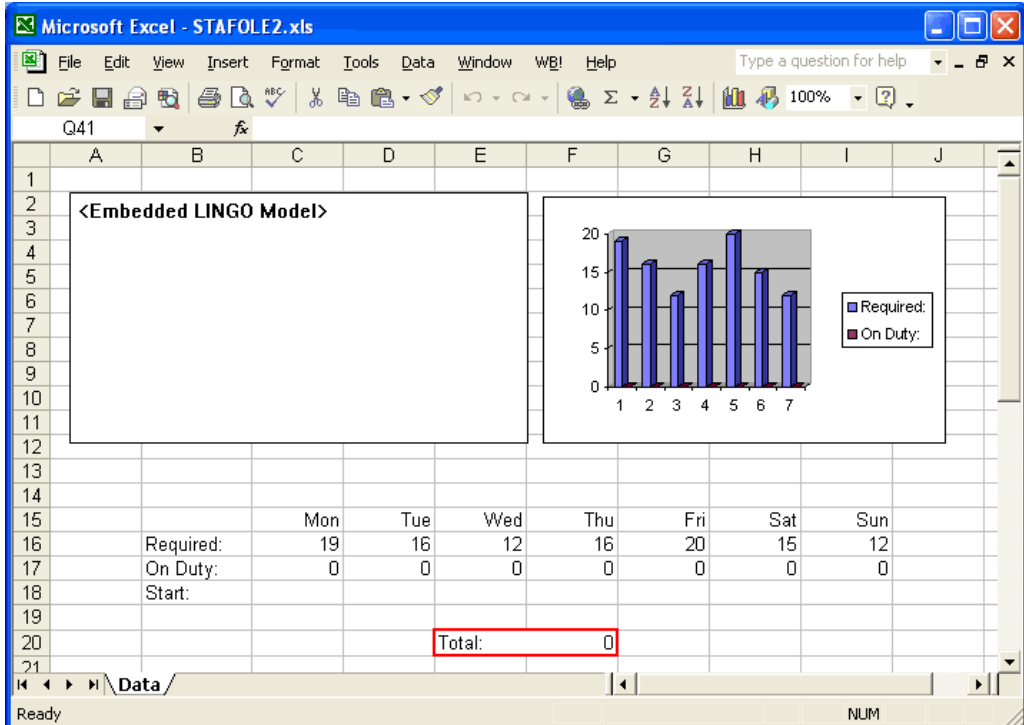 Microsoft Excel - STAFOLE2.xls
File Edit View Insert Format Tools Data Window WB! Help Type a question for help
ABC Σ A Z Z A 100% ?
Q41 fx
A B C D E F G H I J
1
2 <Embedded LINGO Model>
3 20
4
5 15
6 10 Required:
7
8 5 On Duty:
9
10 0
11 1 2 3 4 5 6 7
12
13
14
15 Mon Tue Wed Thu Fri Sat Sun
16 Required: 19 16 12 16 20 15 12
17 On Duty: 0 0 0 0 0 0 0
18 Start:
19
20 Total: 0
21
Data
Ready NUM